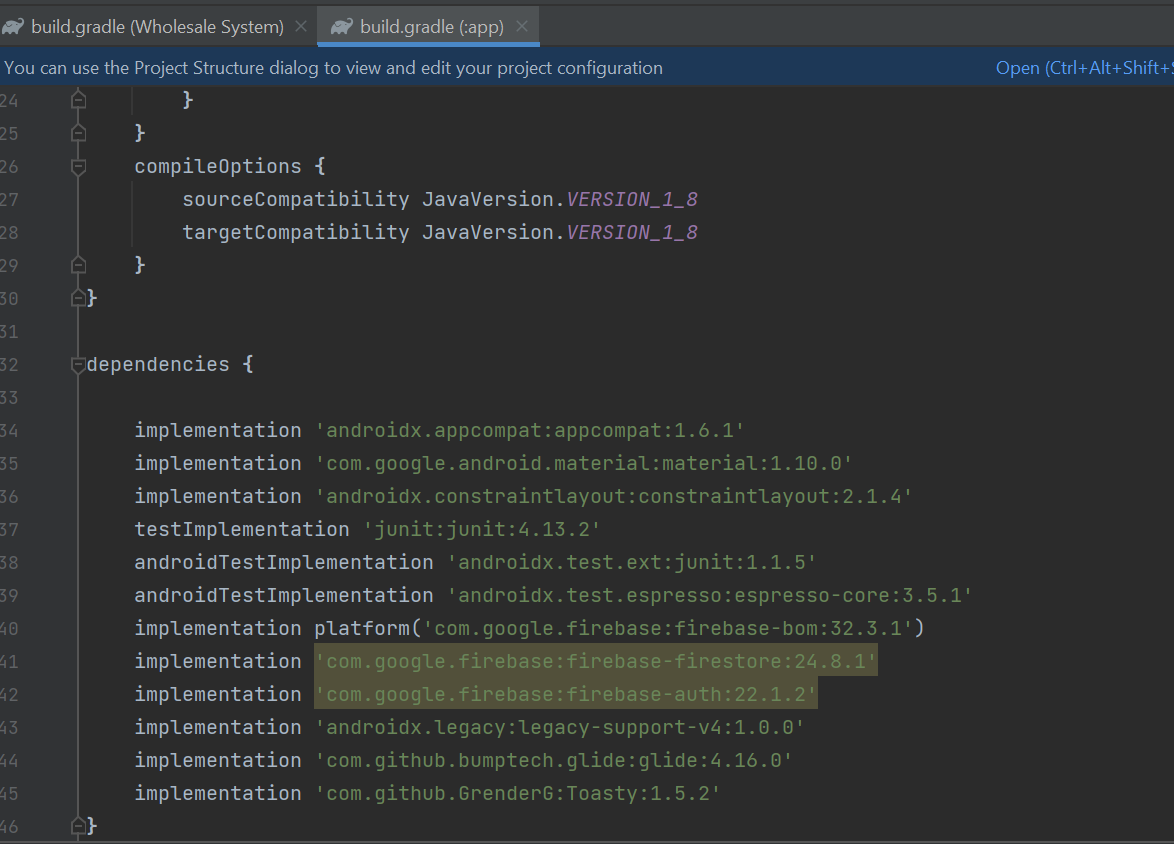 build.gradle (Wholesale System) build.gradle (:app)
You can use the Project Structure dialog to view and edit your project configuration Open (Ctrl+Alt+Shift+S
24 }
25 }
26 compileOptions {
27 sourceCompatibility JavaVersion.VERSION_1_8
28 targetCompatibility JavaVersion.VERSION_1_8
29 }
30 }
31
32 dependencies {
33
34 implementation 'androidx.appcompat:appcompat:1.6.1'
35 implementation 'com.google.android.material:material:1.10.0'
36 implementation 'androidx.constraintlayout:constraintlayout:2.1.4'
37 testImplementation 'junit:junit:4.13.2'
38 androidTestImplementation 'androidx.test.ext:junit:1.1.5'
39 androidTestImplementation 'androidx.test.espresso:espresso-core:3.5.1'
40 implementation platform('com.google.firebase:firebase-bom:32.3.1')
41 implementation 'com.google.firebase:firebase-firestore:24.8.1'
42 implementation 'com.google.firebase:firebase-auth:22.1.2'
43 implementation 'androidx.legacy:legacy-support-v4:1.0.0'
44 implementation 'com.github.bumptech.glide:glide:4.16.0'
45 implementation 'com.github.GrenderG:Toasty:1.5.2'
46 }